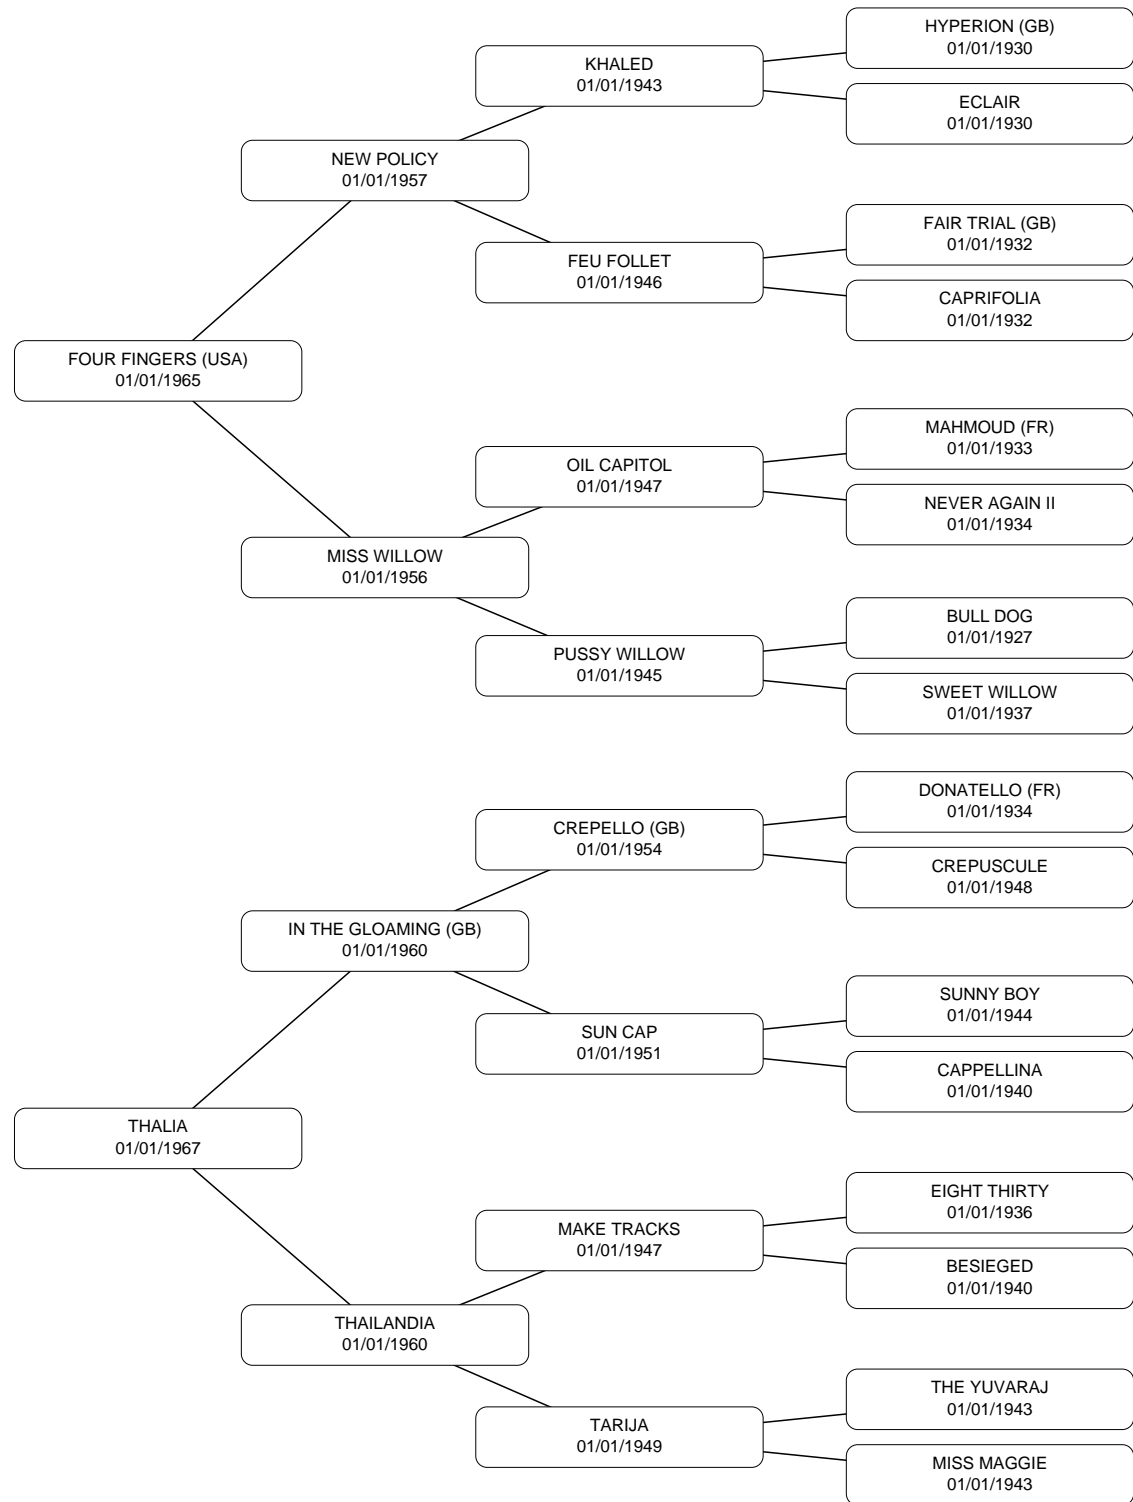 HYPERION (GB)
01/01/1930
KHALED
01/01/1943
ECLAIR
01/01/1930
NEW POLICY
01/01/1957
FAIR TRIAL (GB)
01/01/1932
FEU FOLLET
01/01/1946
CAPRIFOLIA
01/01/1932
FOUR FINGERS (USA)
01/01/1965
MAHMOUD (FR)
01/01/1933
OIL CAPITOL
01/01/1947
NEVER AGAIN II
01/01/1934
MISS WILLOW
01/01/1956
BULL DOG
01/01/1927
PUSSY WILLOW
01/01/1945
SWEET WILLOW
01/01/1937
DONATELLO (FR)
01/01/1934
CREPELLO (GB)
01/01/1954
CREPUSCULE
01/01/1948
IN THE GLOAMING (GB)
01/01/1960
SUNNY BOY
01/01/1944
SUN CAP
01/01/1951
CAPPELLINA
01/01/1940
THALIA
01/01/1967
EIGHT THIRTY
01/01/1936
MAKE TRACKS
01/01/1947
BESIEGED
01/01/1940
THAILANDIA
01/01/1960
THE YUVARAJ
01/01/1943
TARIJA
01/01/1949
MISS MAGGIE
01/01/1943